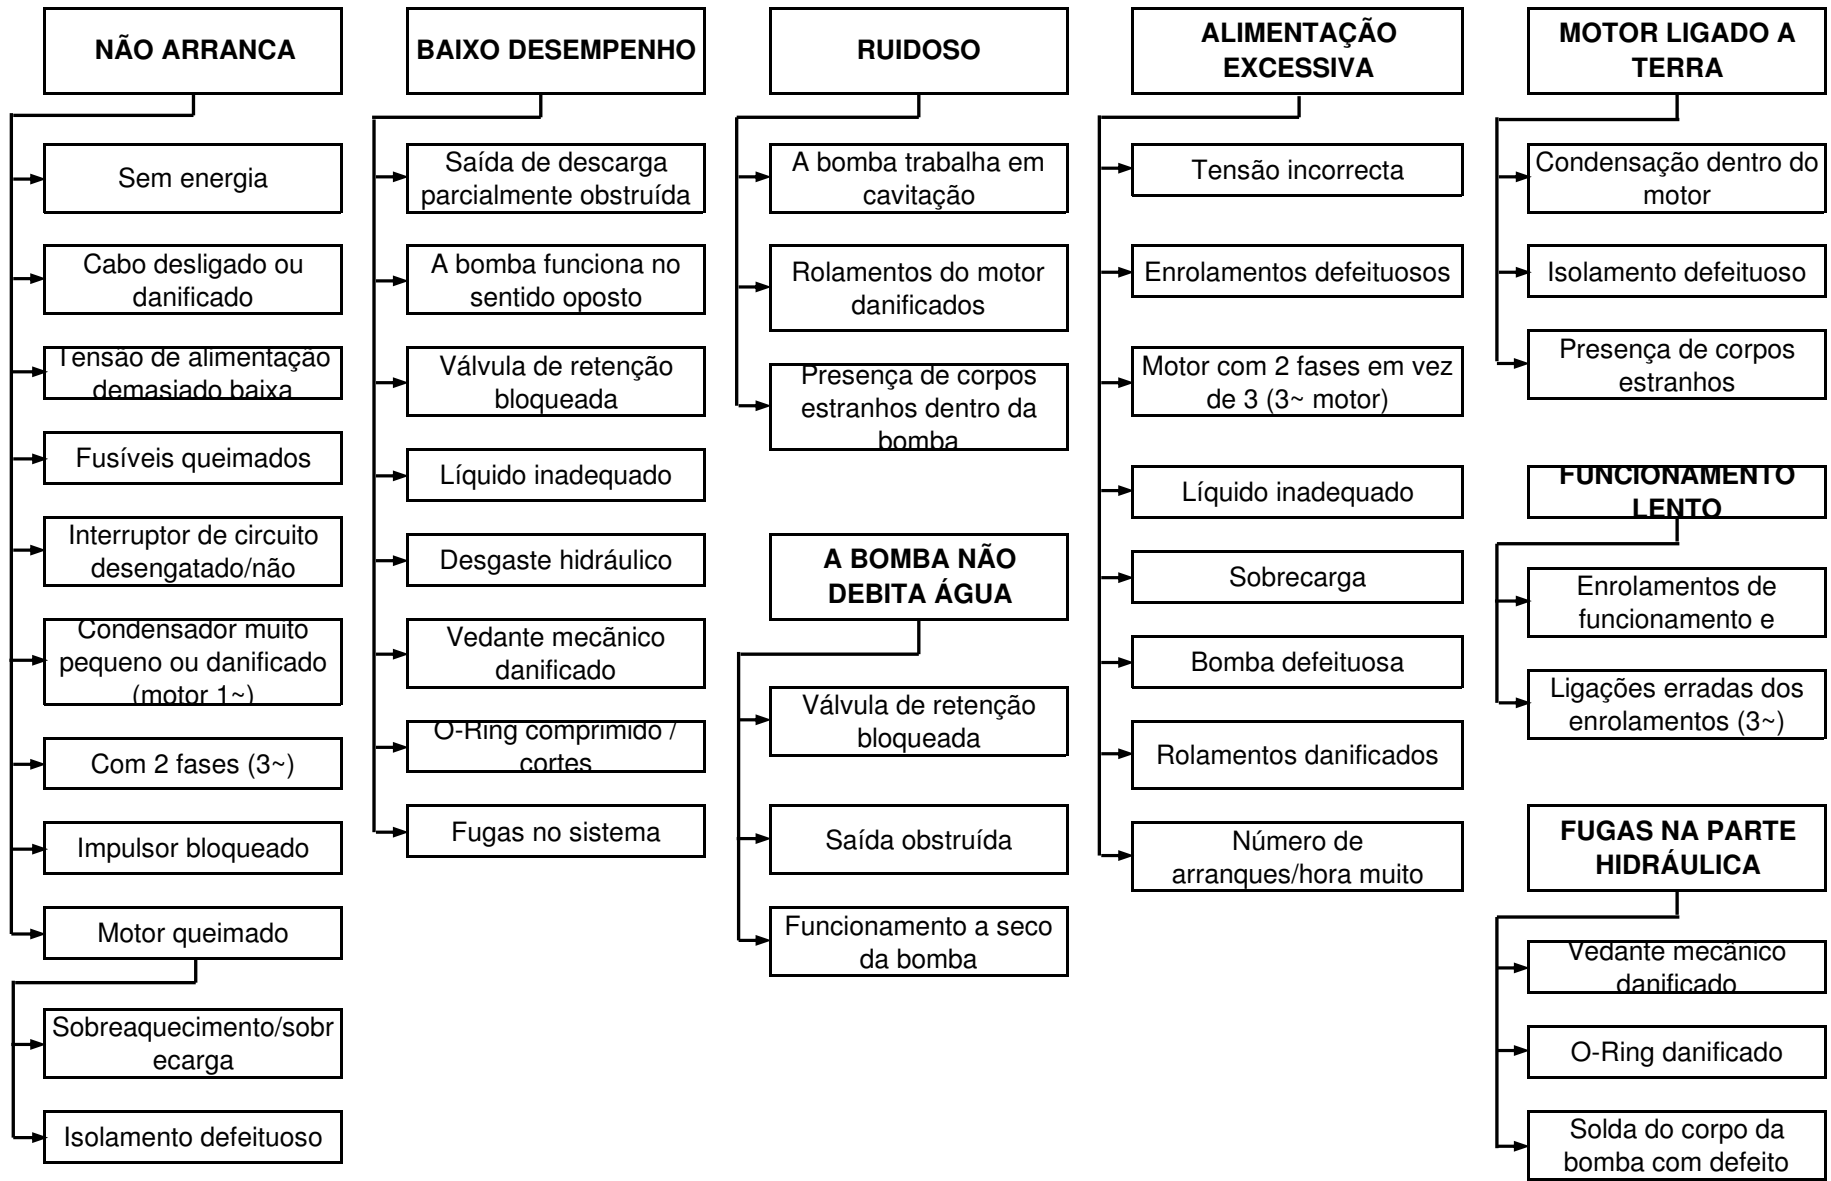 NÃO ARRANCA
Sem energia
Cabo desligado ou
danificado
Tensão de alimentação
demasiado baixa
Fusíveis queimados
Interruptor de circuito
desengatado/não
Condensador muito
pequeno ou danificado
(motor 1~)
Com 2 fases (3~)
Impulsor bloqueado
Motor queimado
Sobreaquecimento/sobr
ecarga
Isolamento defeituoso
BAIXO DESEMPENHO
Saída de descarga
parcialmente obstruída
A bomba funciona no
sentido oposto
Válvula de retenção
bloqueada
Líquido inadequado
Desgaste hidráulico
Vedante mecãnico
danificado
O-Ring comprimido /
cortes
Fugas no sistema
RUIDOSO
A bomba trabalha em
cavitação
Rolamentos do motor
danificados
Presença de corpos
estranhos dentro da
bomba
A BOMBA NÃO
DEBITA ÁGUA
Válvula de retenção
bloqueada
Saída obstruída
Funcionamento a seco
da bomba
ALIMENTAÇÃO
EXCESSIVA
Tensão incorrecta
Enrolamentos defeituosos
Motor com 2 fases em vez
de 3 (3~ motor)
Líquido inadequado
Sobrecarga
Bomba defeituosa
Rolamentos danificados
Número de
arranques/hora muito
MOTOR LIGADO A
TERRA
Condensação dentro do
motor
Isolamento defeituoso
Presença de corpos
estranhos
FUNCIONAMENTO
LENTO
Enrolamentos de
funcionamento e
Ligações erradas dos
enrolamentos (3~)
FUGAS NA PARTE
HIDRÁULICA
Vedante mecãnico
danificado
O-Ring danificado
Solda do corpo da
bomba com defeito